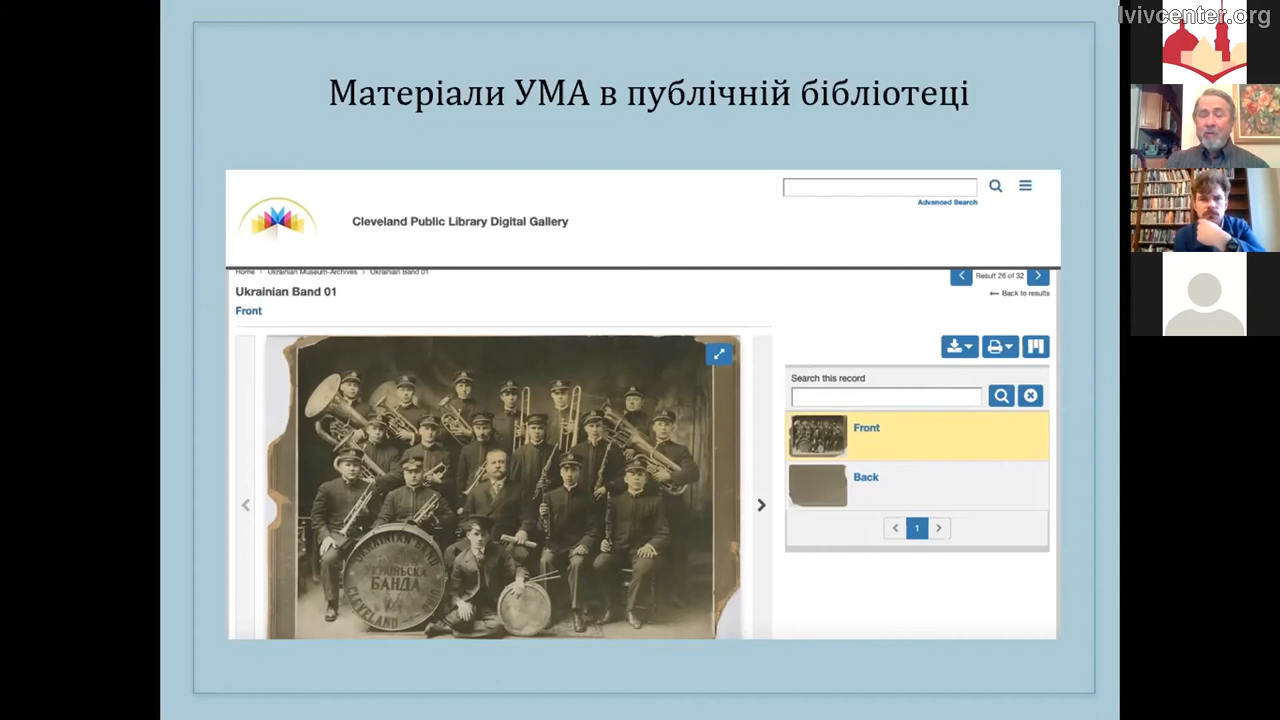 lvivcenter.org
Матеріали УМА в публічній бібліотеці
Advanced Search
Cleveland Public Library Digital Gallery
Home › Ukrainian Museum-Archives › Ukrainian Band 01
Result 26 of 32
Ukrainian Band 01
Back to results
Front
Search this record
Front
Back
1
UKRAINIAN BAND
УКРАЇНЬСКА
БАНДА
CLEVELAND OHIO